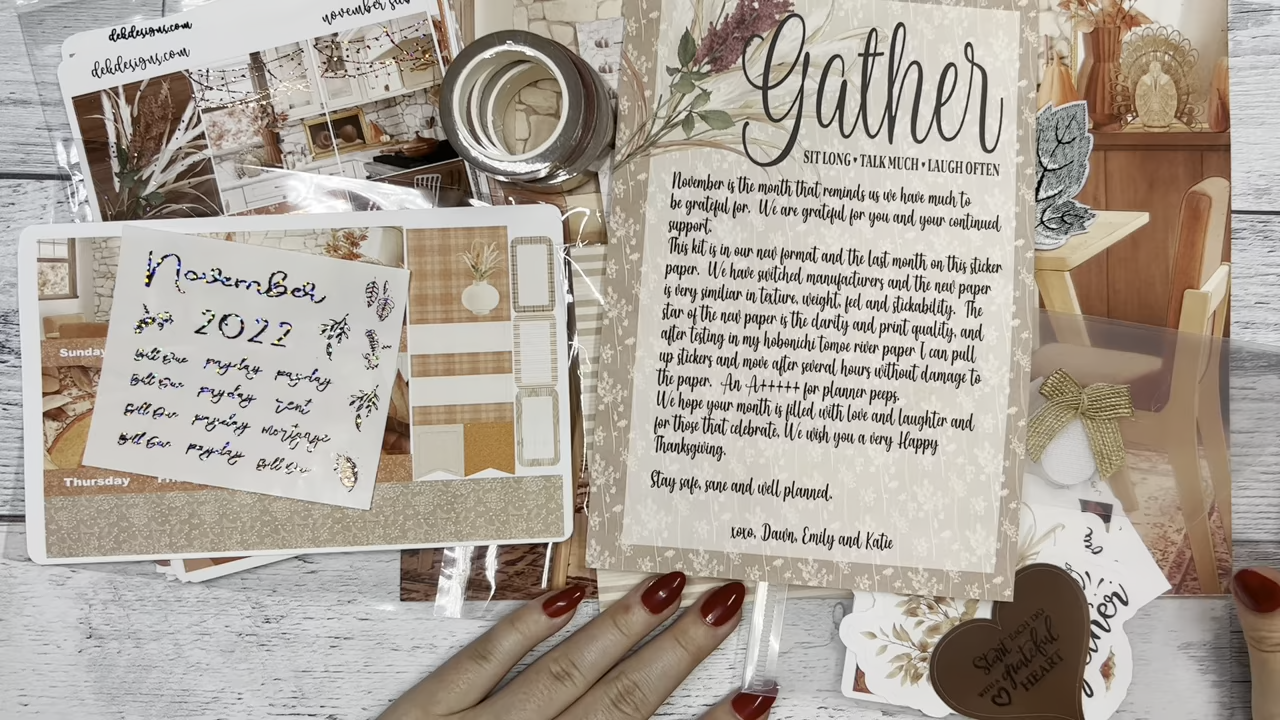 dekdesigns.com
november sub
dekdesigns.com
November
2022
Bill Due payday payday
Bill Due payday rent
Bill Due payday mortgage
Bill Due payday Bill Due
Sunday
Thursday
Gather
SIT LONG • TALK MUCH • LAUGH OFTEN
November is the month that reminds us we have much to
be grateful for. We are grateful for you and your continued
support.
This kit is in our new format and the last month on this sticker
paper. We have switched manufacturers and the new paper
is very similiar in texture, weight, feel and stickability. The
star of the new paper is the clarity and print quality, and
after testing in my hobonichi tomoe river paper I can pull
up stickers and move after several hours without damage to
the paper. An A+++++ for planner peeps.
We hope your month is filled with love and laughter and
for those that celebrate, We wish you a very Happy
Thanksgiving.
Stay safe, sane and well planned.
xoxo, Dawn, Emily and Katie
Start EACH DAY
WITH A grateful
HEART